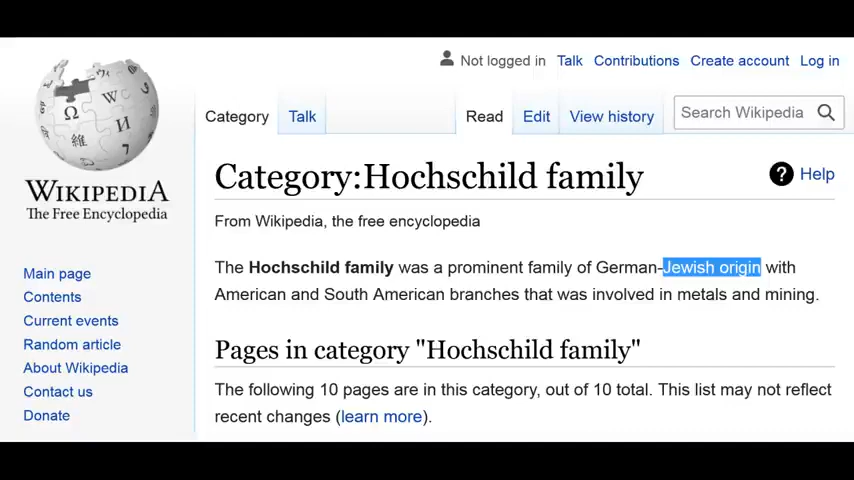 Not logged in Talk Contributions Create account Log in
Category Talk Read Edit View history Search Wikipedia
WIKIPEDIA
The Free Encyclopedia
Category:Hochschild family
Help
From Wikipedia, the free encyclopedia
The Hochschild family was a prominent family of German-Jewish origin with
American and South American branches that was involved in metals and mining.
Main page
Contents
Current events
Random article
About Wikipedia
Contact us
Donate
Pages in category "Hochschild family"
The following 10 pages are in this category, out of 10 total. This list may not reflect
recent changes (learn more).